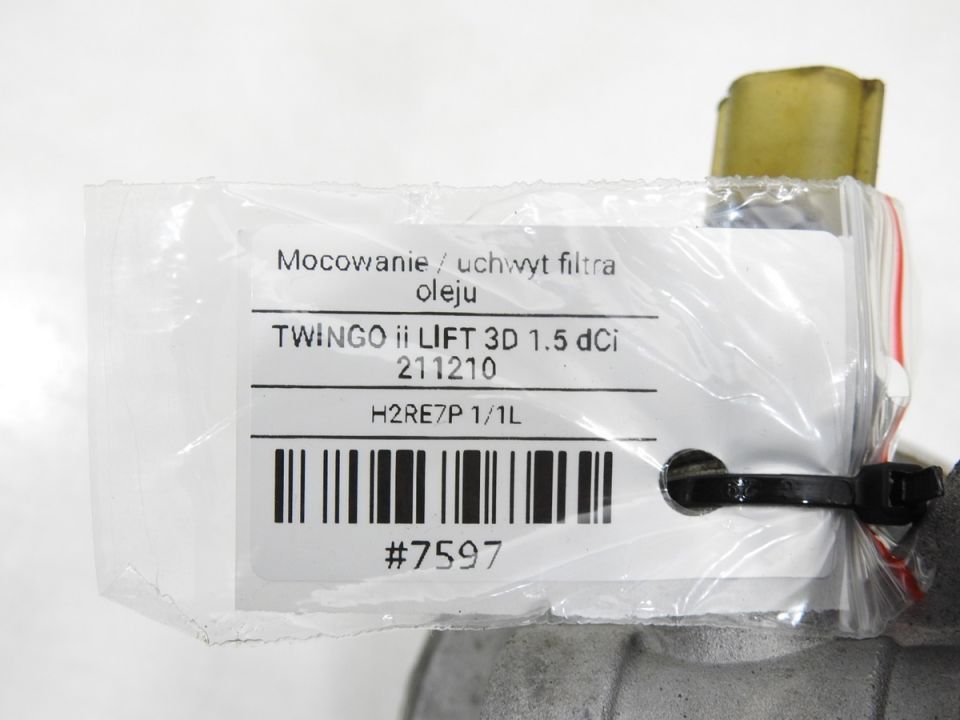 Mocowanie / uchwyt filtra
oleju
TWINGO ii LIFT 3D 1.5 dCi
211210
H2RE7P 1/1L
#7597